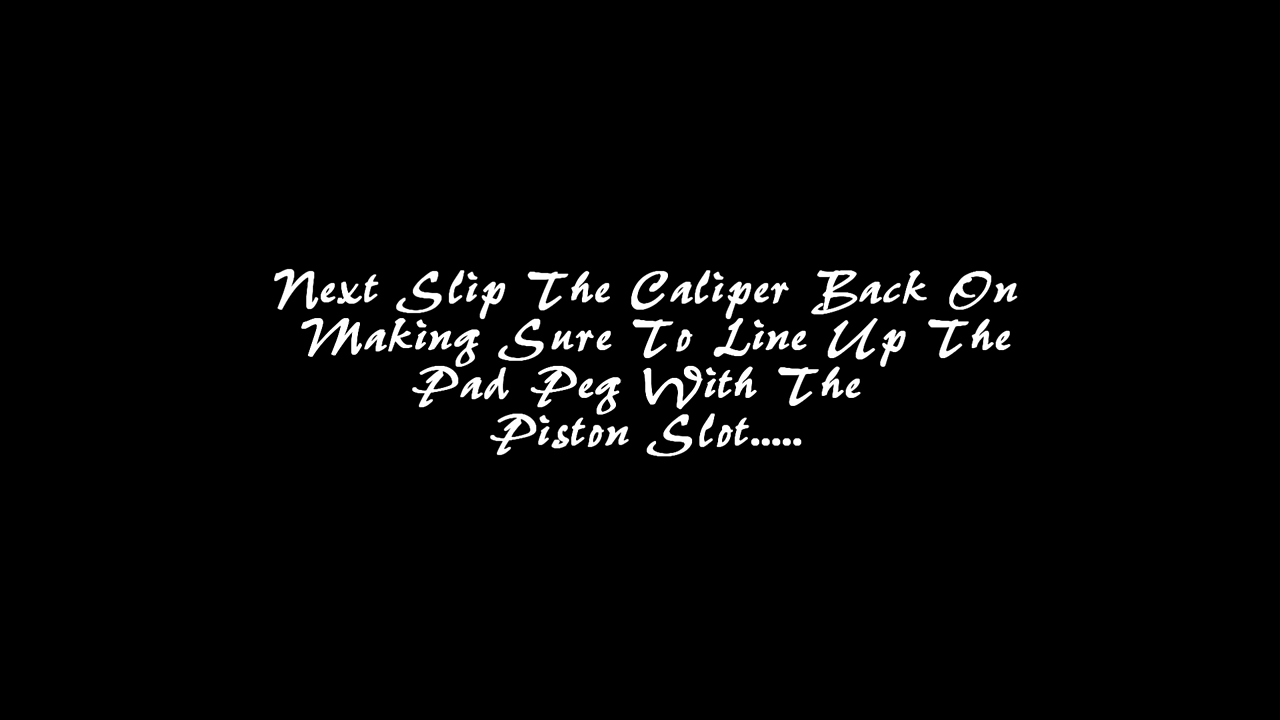 Next Slip The Caliper Back On
Making Sure To Line Up The
Pad Peg With The
Piston Slot.....